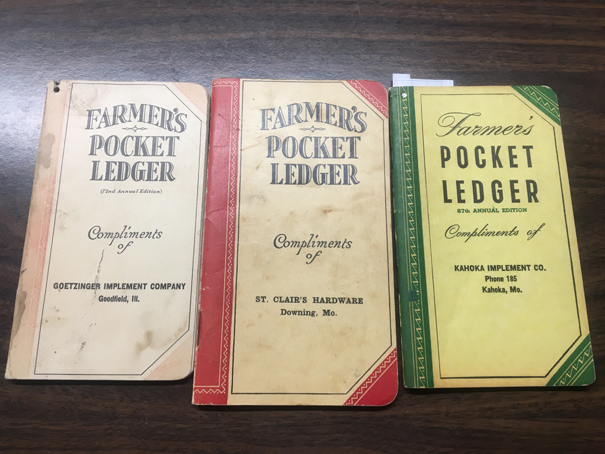 FARMER'S
POCKET
LEDGER
(72nd Annual Edition)
Compliments
of
GOETZINGER IMPLEMENT COMPANY
Goodfield, Ill.
FARMER'S
POCKET
LEDGER
Compliments
of
ST. CLAIR'S HARDWARE
Downing, Mo.
Farmer's
POCKET
LEDGER
87th ANNUAL EDITION
Compliments of
KAHOKA IMPLEMENT CO.
Phone 185
Kahoka, Mo.